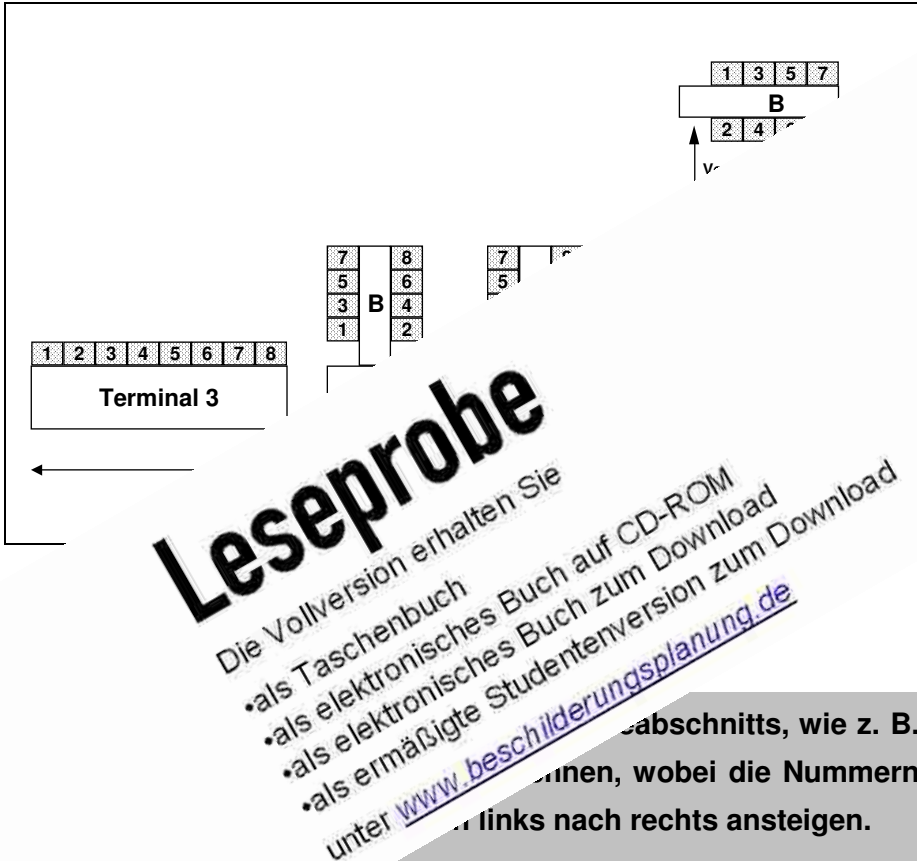 1 3 5 7
B
2 4
7 8 7
5 6 5
3 B 4
1 2
1 2 3 4 5 6 7 8
Terminal 3
Leseprobe
Die Vollversion erhalten Sie
•als Taschenbuch
•als elektronisches Buch auf CD-ROM
•als elektronisches Buch zum Download
•als ermäßigte Studentenversion zum Download
unter www.beschilderungsplanung.de
eabschnitts, wie z. B.
nnen, wobei die Nummern
links nach rechts ansteigen.